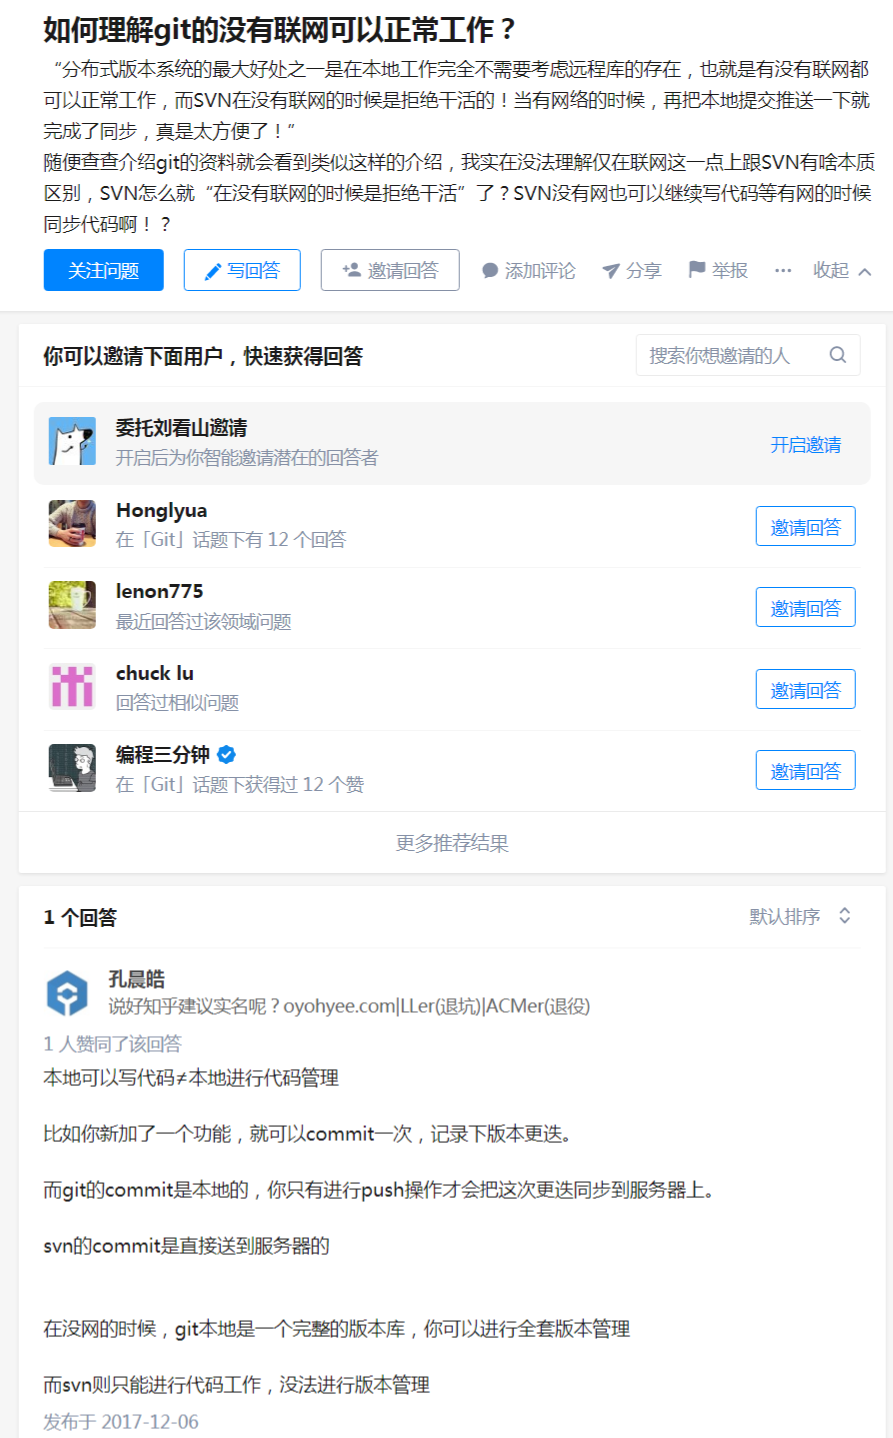 如何理解git的没有联网可以正常工作？
“分布式版本系统的最大好处之一是在本地工作完全不需要考虑远程库的存在，也就是有没有联网都
可以正常工作，而SVN在没有联网的时候是拒绝干活的！当有网络的时候，再把本地提交推送一下就
完成了同步，真是太方便了！”
随便查查介绍git的资料就会看到类似这样的介绍，我实在没法理解仅在联网这一点上跟SVN有啥本质
区别，SVN怎么就“在没有联网的时候是拒绝干活”了？SVN没有网也可以继续写代码等有网的时候
同步代码啊！？
关注问题 写回答 邀请回答 添加评论 分享 举报 ··· 收起
你可以邀请下面用户，快速获得回答 搜索你想邀请的人
委托刘看山邀请
开启后为你智能邀请潜在的回答者 开启邀请
Honglyua
在「Git」话题下有 12 个回答 邀请回答
lenon775
最近回答过该领域问题 邀请回答
chuck lu
回答过相似问题 邀请回答
编程三分钟
在「Git」话题下获得过 12 个赞 邀请回答
更多推荐结果
1 个回答 默认排序
孔晨皓
说好知乎建议实名呢？oyohyee.com|LLer(退坑)|ACMer(退役)
1 人赞同了该回答
本地可以写代码≠本地进行代码管理
比如你新加了一个功能，就可以commit一次，记录下版本更迭。
而git的commit是本地的，你只有进行push操作才会把这次更迭同步到服务器上。
svn的commit是直接送到服务器的
在没网的时候，git本地是一个完整的版本库，你可以进行全套版本管理
而svn则只能进行代码工作，没法进行版本管理
发布于 2017-12-06